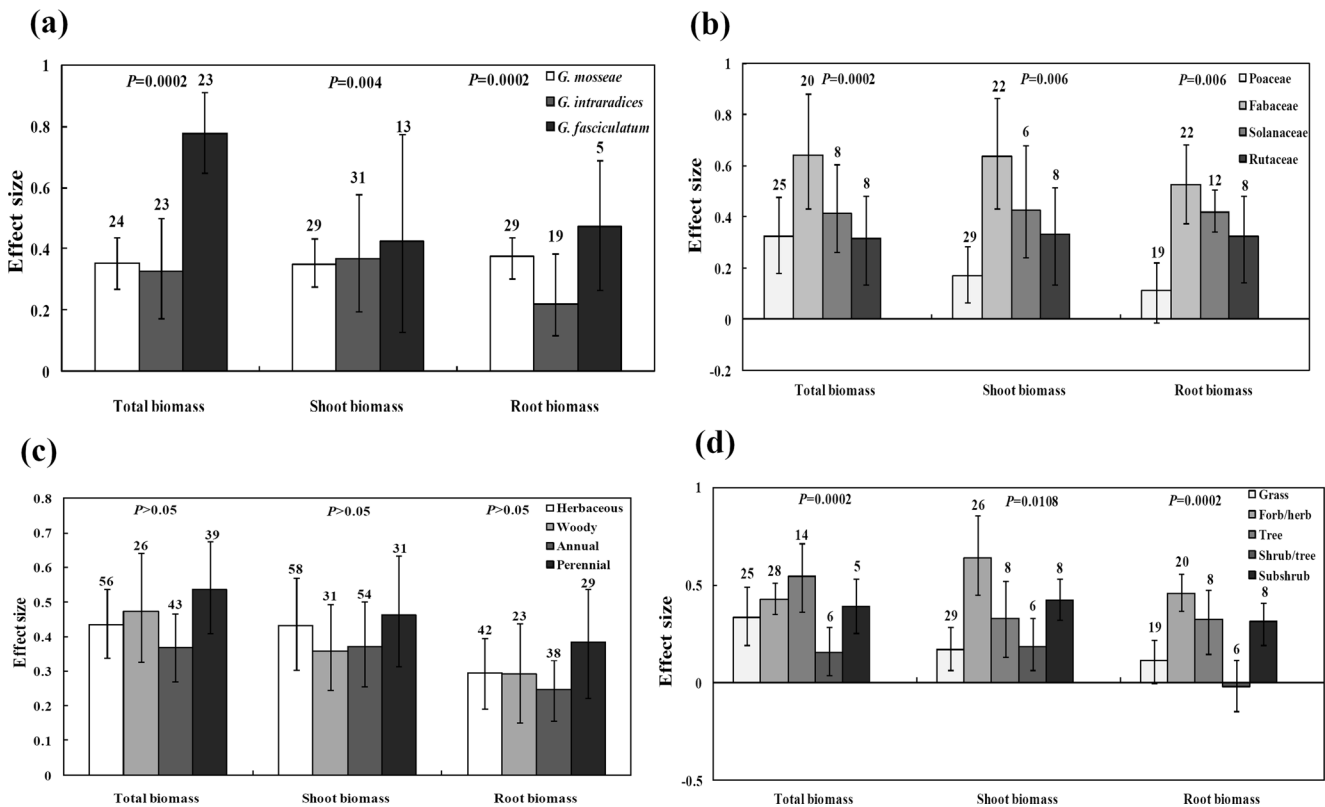 (a)
1
0.8
0.6
0.4
0.2
0
Effect size
P=0.0002
P=0.004
P=0.0002
G. mosseae
G. intraradices
G. fasciculatum
24
23
23
29
31
13
29
19
5
Total biomass
Shoot biomass
Root biomass
(b)
1
0.8
0.6
0.4
0.2
0
-0.2
Effect size
P=0.0002
P=0.006
P=0.006
Poaceae
Fabaceae
Solanaceae
Rutaceae
25
20
8
8
29
22
6
8
19
22
12
8
Total biomass
Shoot biomass
Root biomass
(c)
0.8
0.7
0.6
0.5
0.4
0.3
0.2
0.1
0
Effect size
P>0.05
P>0.05
P>0.05
Herbaceous
Woody
Annual
Perennial
56
26
43
39
58
31
54
31
42
23
38
29
Total biomass
Shoot biomass
Root biomass
(d)
1
0.5
0
-0.5
Effect size
P=0.0002
P=0.0108
P=0.0002
Grass
Forb/herb
Tree
Shrub/tree
Subshrub
25
28
14
6
5
29
26
8
6
8
19
20
8
6
8
Total biomass
Shoot biomass
Root biomass